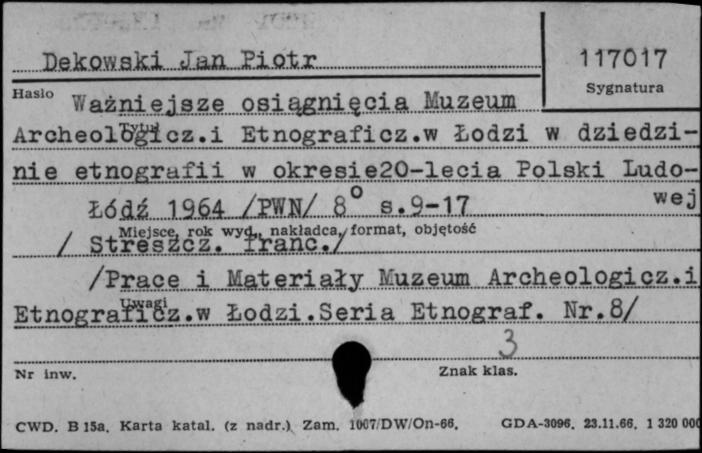 Dekowski Jan Piotr
117017
Sygnatura
Hasło
Ważniejsze osiągnięcia Muzeum
Tytuł
Archeologicz.i Etnograficz.w Łodzi w dziedzi-
nie etnografii w okresie20-lecia Polski Ludo-
wej
Łódź 1964 /PWN/ 8° s.9-17
Miejsce, rok wyd., nakładca, format, objętość
/ Streszcz. franc./
/Prace i Materiały Muzeum Archeologicz.i
Uwagi
Etnograficz.w Łodzi.Seria Etnograf. Nr.8/
3
Nr inw.
Znak klas.
CWD. B 15a. Karta katal. (z nadr.) Zam. 1007/DW/On-66. GDA-3096. 23.11.66. 1 320 000